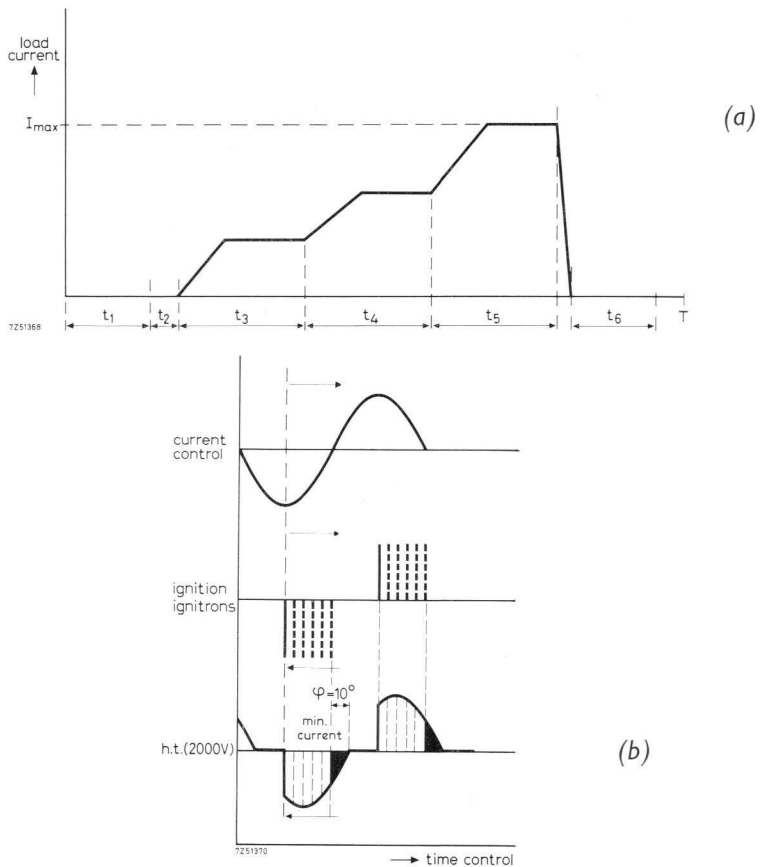 load
current
I max
(a)
t1 t2 t3 t4 t5 t6 T
7Z51368
current
control
ignition
ignitrons
φ=10°
min.
current
h.t.(2000V)
(b)
7Z51370
time control